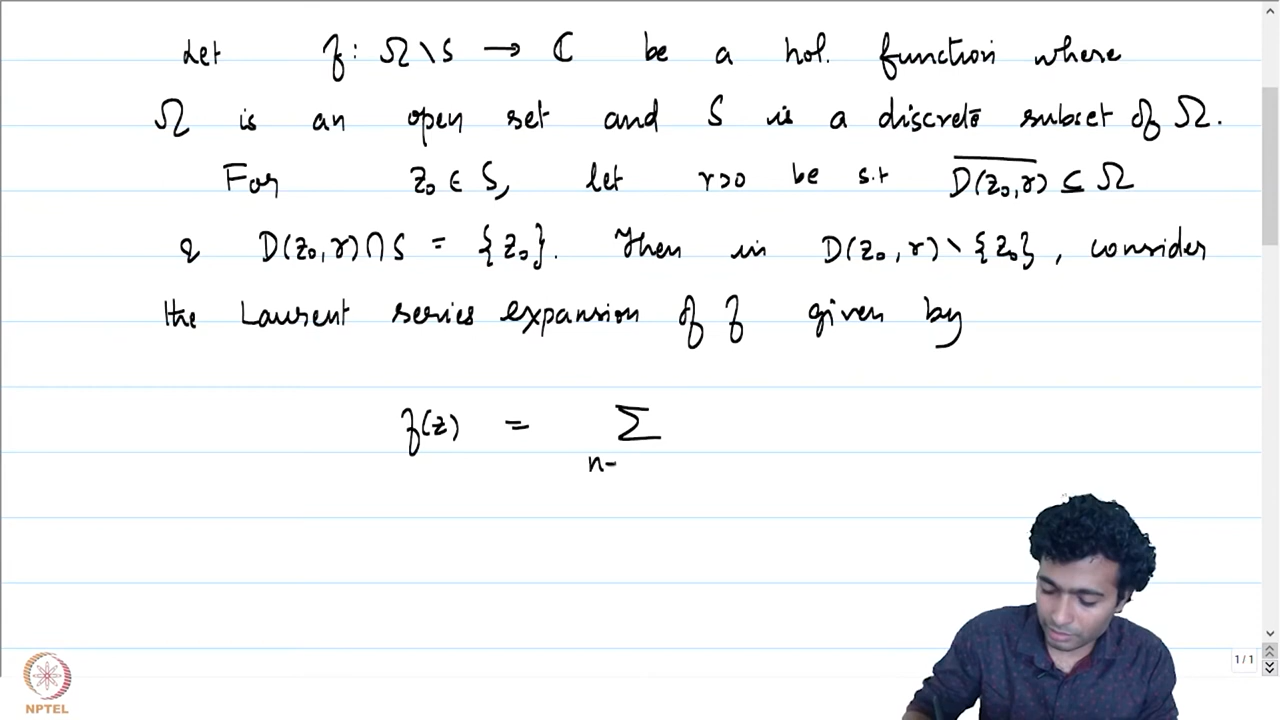 Let f: Ω \ S → ℂ be a hol. function where
Ω is an open set and S is a discrete subset of Ω.
For z₀ ∈ S, let r>0 be s.t \overline{D(z₀,r)} ⊆ Ω
& D(z₀,r)∩S = {z₀}. Then in D(z₀,r) \ {z₀}, consider
the Laurent series expansion of f given by
f(z) = Σ
n-
1/1
NPTEL